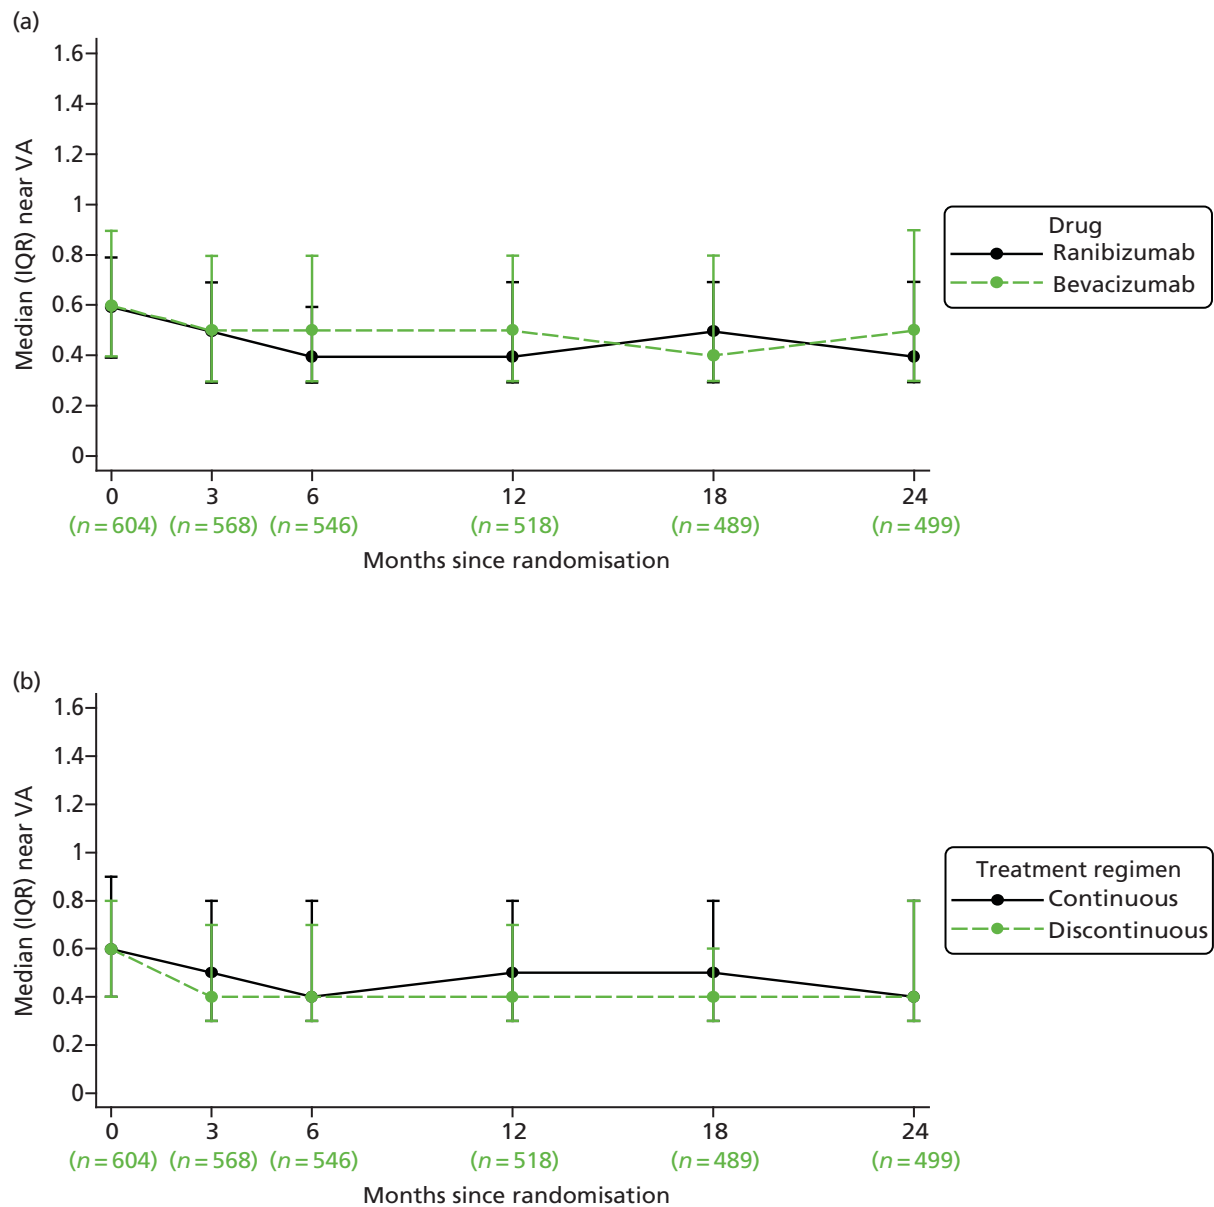 (a)
Median (IQR) near VA
1.6
1.4
1.2
1
0.8
0.6
0.4
0.2
0
0 3 6 12 18 24
(n=604) (n=568) (n=546) (n=518) (n=489) (n=499)
Months since randomisation
Drug
Ranibizumab
Bevacizumab
(b)
Median (IQR) near VA
1.6
1.4
1.2
1
0.8
0.6
0.4
0.2
0
0 3 6 12 18 24
(n=604) (n=568) (n=546) (n=518) (n=489) (n=499)
Months since randomisation
Treatment regimen
Continuous
Discontinuous